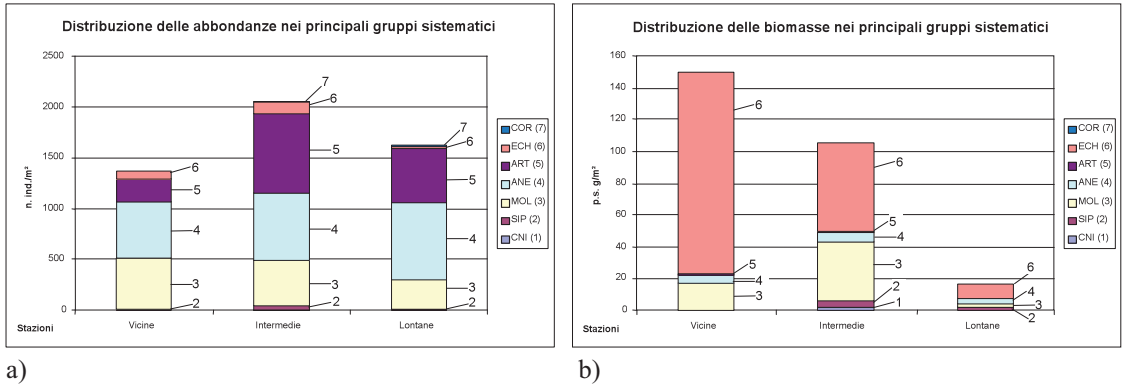 Distribuzione delle abbondanze nei principali gruppi sistematici
2500
2000
1500
1000
500
0
n. ind./m²
6
5
4
3
2
7
6
5
4
3
2
7
6
5
4
3
2
Stazioni
Vicine
Intermedie
Lontane
COR (7)
ECH (6)
ART (5)
ANE (4)
MOL (3)
SIP (2)
CNI (1)
a)
Distribuzione delle biomasse nei principali gruppi sistematici
160
140
120
100
80
60
40
20
0
p.s. g/m²
6
5
4
3
6
5
4
3
2
1
6
4
3
2
Stazioni
Vicine
Intermedie
Lontane
COR (7)
ECH (6)
ART (5)
ANE (4)
MOL (3)
SIP (2)
CNI (1)
b)